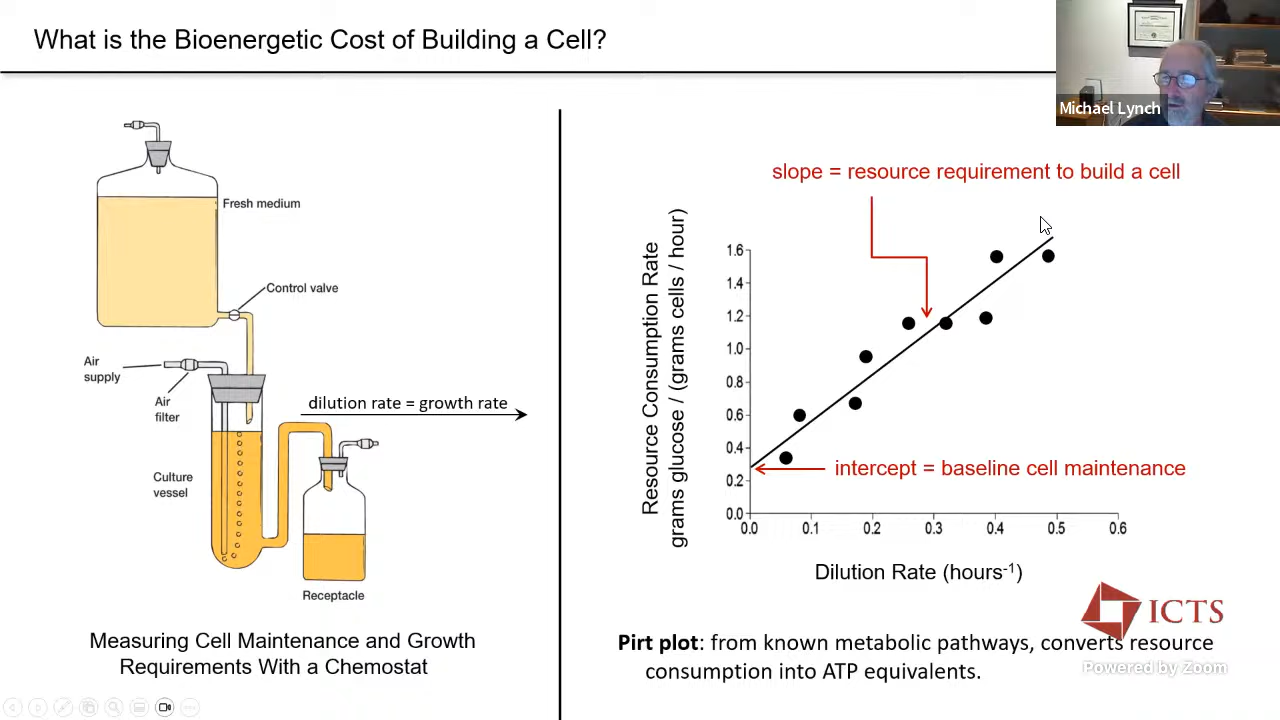 What is the Bioenergetic Cost of Building a Cell?
Michael Lynch
Fresh medium
Control valve
Air
supply
Air
filter
dilution rate = growth rate
Culture
vessel
Receptacle
Measuring Cell Maintenance and Growth
Requirements With a Chemostat
slope = resource requirement to build a cell
Resource Consumption Rate
grams glucose / (grams cells / hour)
1.6
1.4
1.2
1.0
0.8
0.6
0.4
0.2
0.0
intercept = baseline cell maintenance
0.0 0.1 0.2 0.3 0.4 0.5 0.6
Dilution Rate (hours⁻¹)
ICTS
Pirt plot: from known metabolic pathways, converts resource
consumption into ATP equivalents.
Powered by Zoom